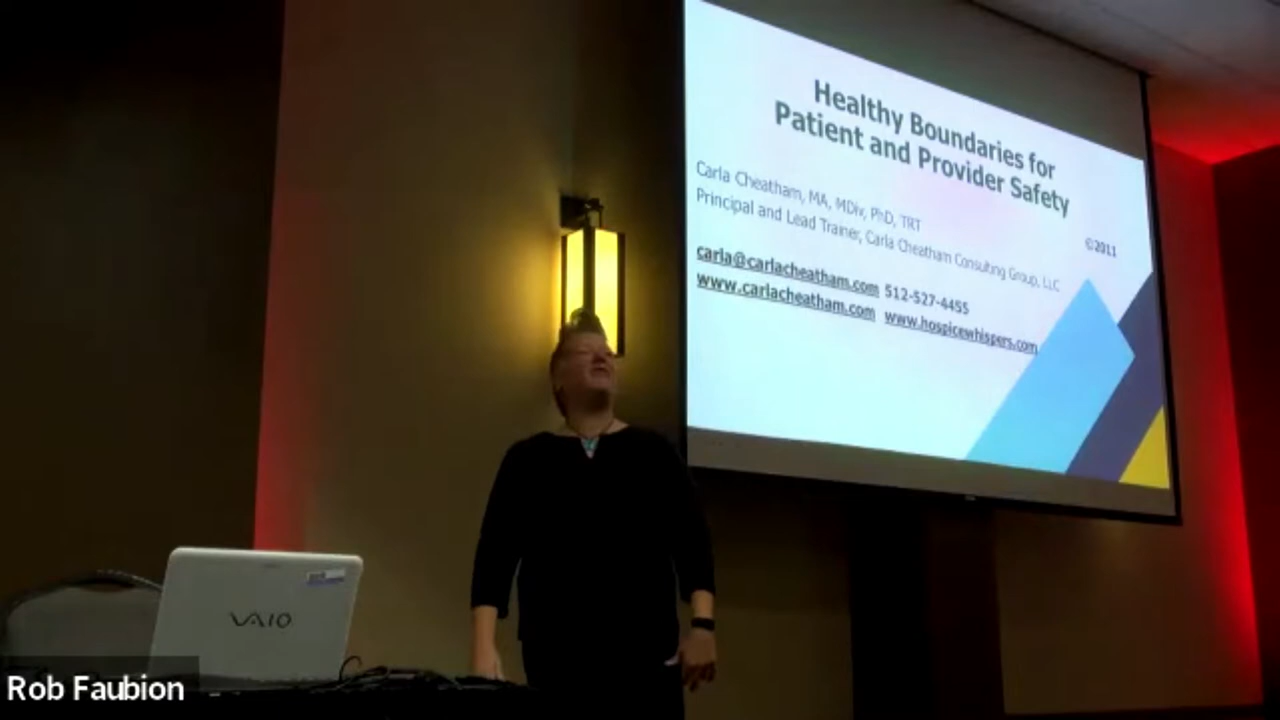 Healthy Boundaries for
Patient and Provider Safety
Carla Cheatham, MA, MDiv, PhD, TRT
Principal and Lead Trainer, Carla Cheatham Consulting Group, LLC
©2011
carla@carlacheatham.com 512-527-4455
www.carlacheatham.com www.hospicewhispers.com
VAIO
Rob Faubion